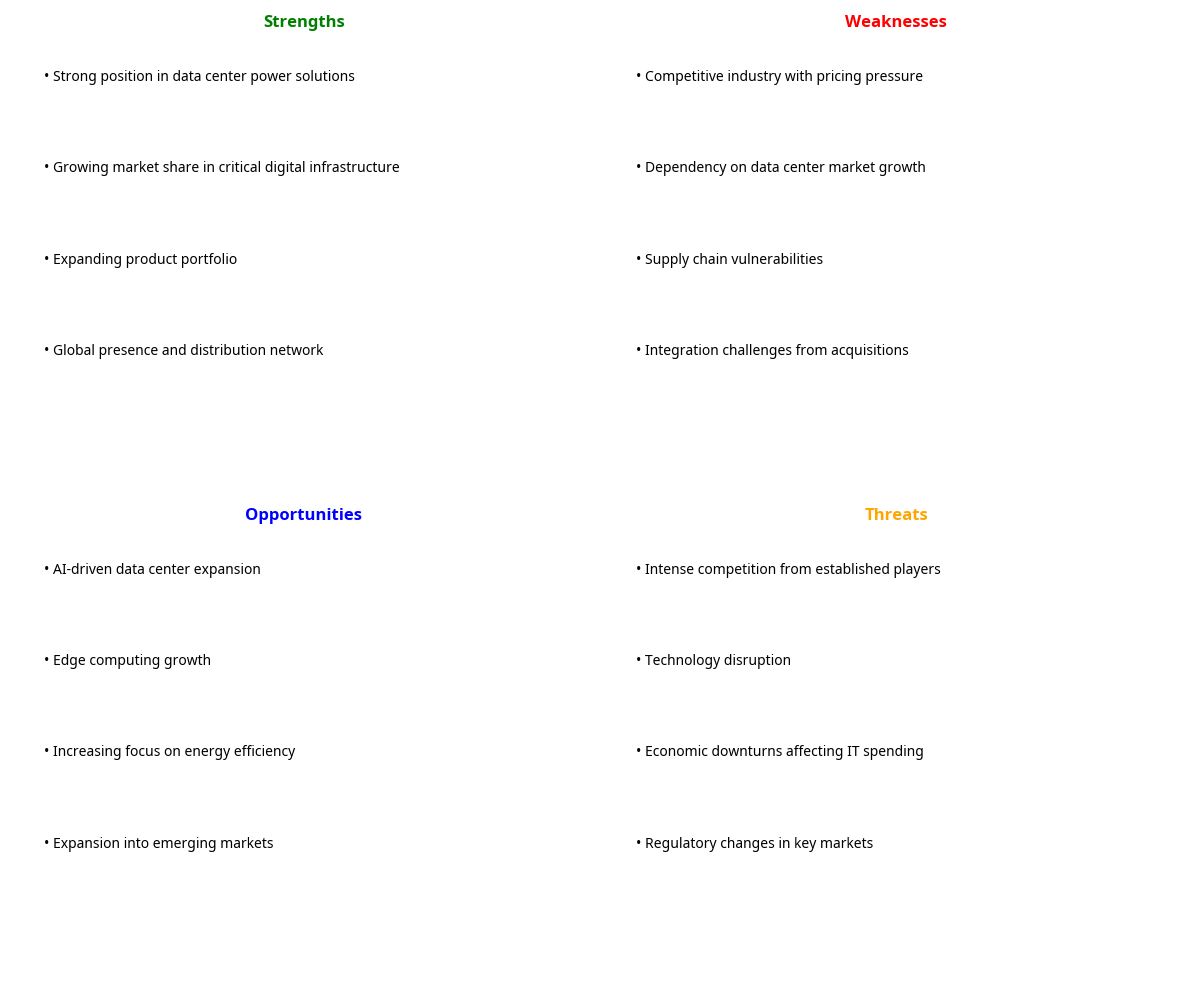 Strengths
• Strong position in data center power solutions
• Growing market share in critical digital infrastructure
• Expanding product portfolio
• Global presence and distribution network
Weaknesses
• Competitive industry with pricing pressure
• Dependency on data center market growth
• Supply chain vulnerabilities
• Integration challenges from acquisitions
Opportunities
• AI-driven data center expansion
• Edge computing growth
• Increasing focus on energy efficiency
• Expansion into emerging markets
Threats
• Intense competition from established players
• Technology disruption
• Economic downturns affecting IT spending
• Regulatory changes in key markets